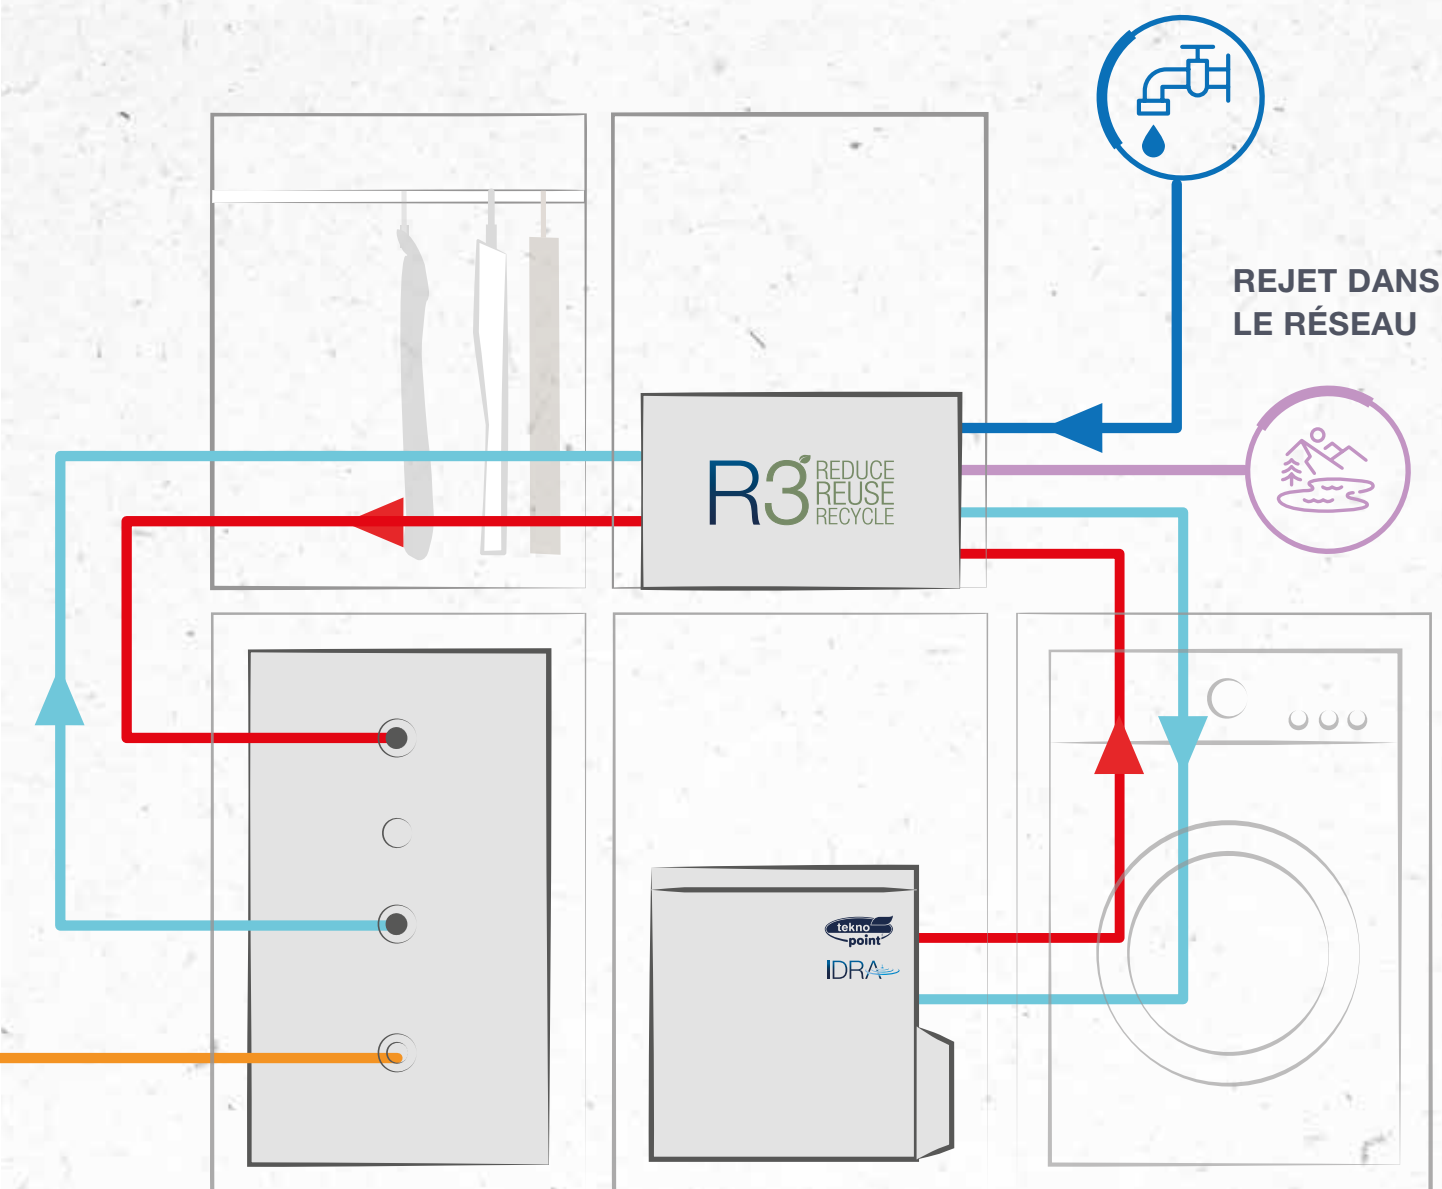 REJET DANS
LE RÉSEAU
R3 REDUCE
REUSE
RECYCLE
tekno
point
IDRA